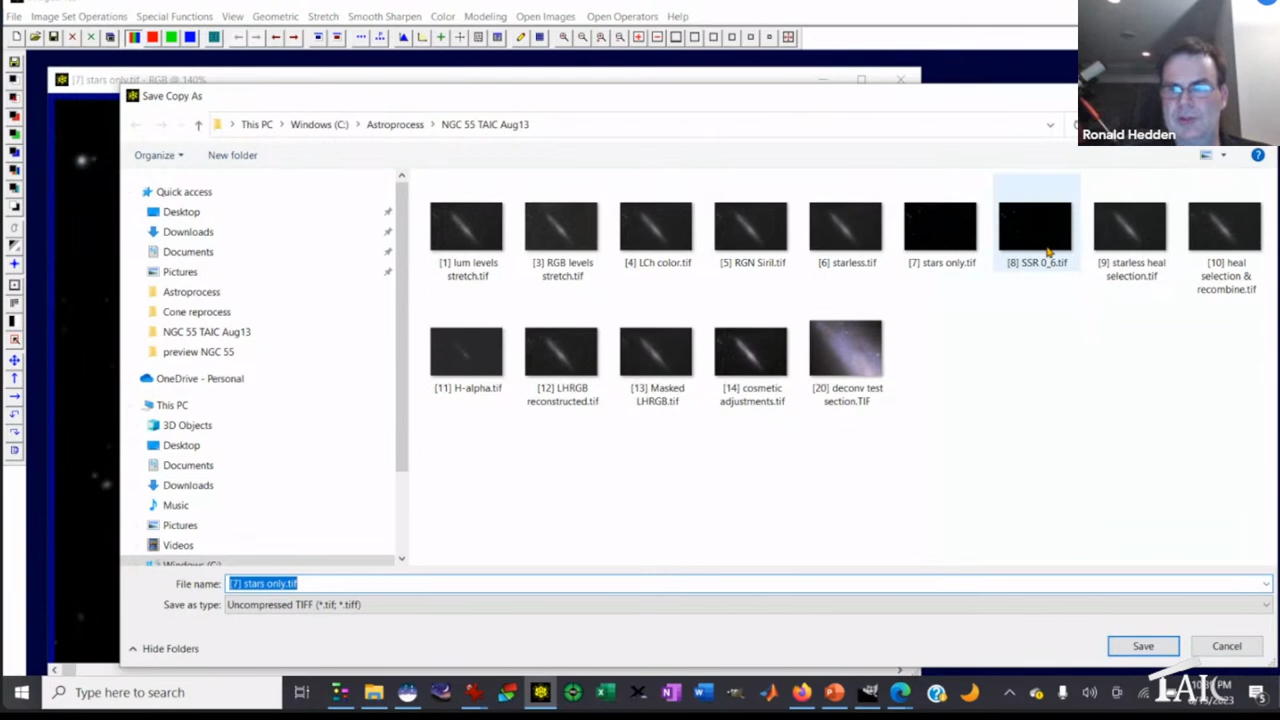 File Image Set Operations Special Functions View Geometric Stretch Smooth Sharpen Color Modeling Open Images Open Operators Help
[7] stars only.tif - RGB @ 140%
Save Copy As
This PC > Windows (C:) > Astroprocess > NGC 55 TAIC Aug13
Ronald Hedden
Organize
New folder
Quick access
Desktop
Downloads
Documents
Pictures
Astroprocess
Cone reprocess
NGC 55 TAIC Aug13
preview NGC 55
OneDrive - Personal
This PC
3D Objects
Desktop
Documents
Downloads
Music
Pictures
Videos
Windows (C:)
[1] lum levels
stretch.tif
[3] RGB levels
stretch.tif
[4] LCh color.tif
[5] RGN Siril.tif
[6] starless.tif
[7] stars only.tif
[8] SSR 0_6.tif
[9] starless heal
selection.tif
[10] heal
selection &
recombine.tif
[11] H-alpha.tif
[12] LHRGB
reconstructed.tif
[13] Masked
LHRGB.tif
[14] cosmetic
adjustments.tif
[20] deconv test
section.TIF
File name: [7] stars only.tif
Save as type: Uncompressed TIFF (*.tif; *.tiff)
Hide Folders
Save
Cancel
Type here to search
TAIC